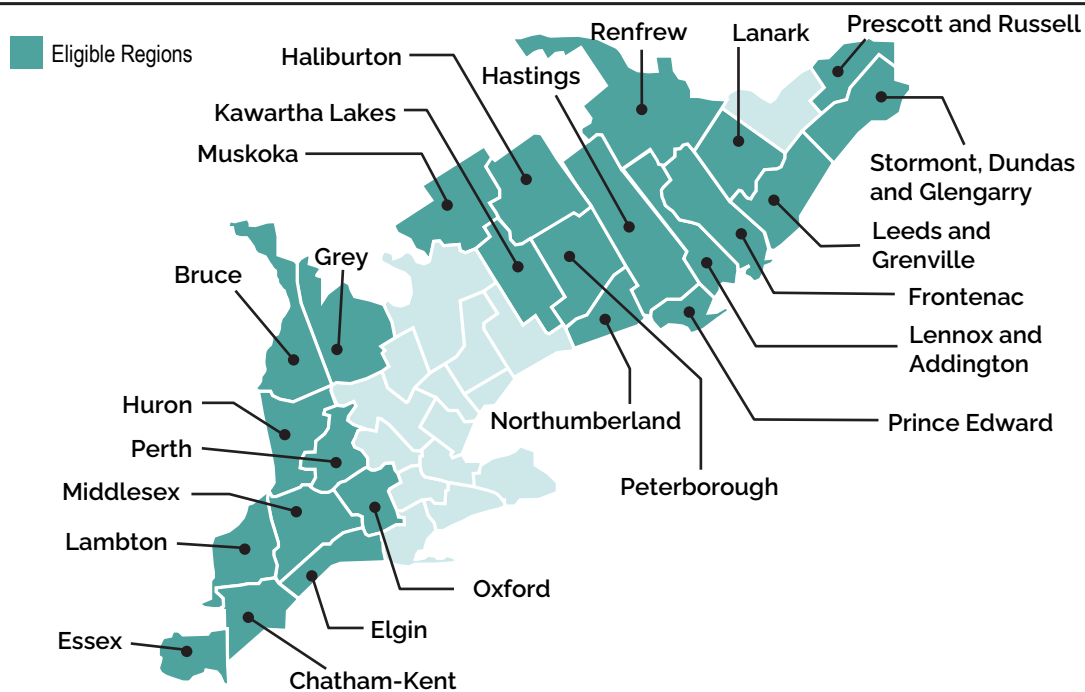 Eligible Regions
Prescott and Russell
Renfrew
Lanark
Haliburton
Hastings
Kawartha Lakes
Muskoka
Stormont, Dundas
and Glengarry
Leeds and
Grenville
Grey
Bruce
Frontenac
Lennox and
Addington
Huron
Northumberland
Prince Edward
Perth
Peterborough
Middlesex
Lambton
Oxford
Elgin
Essex
Chatham-Kent